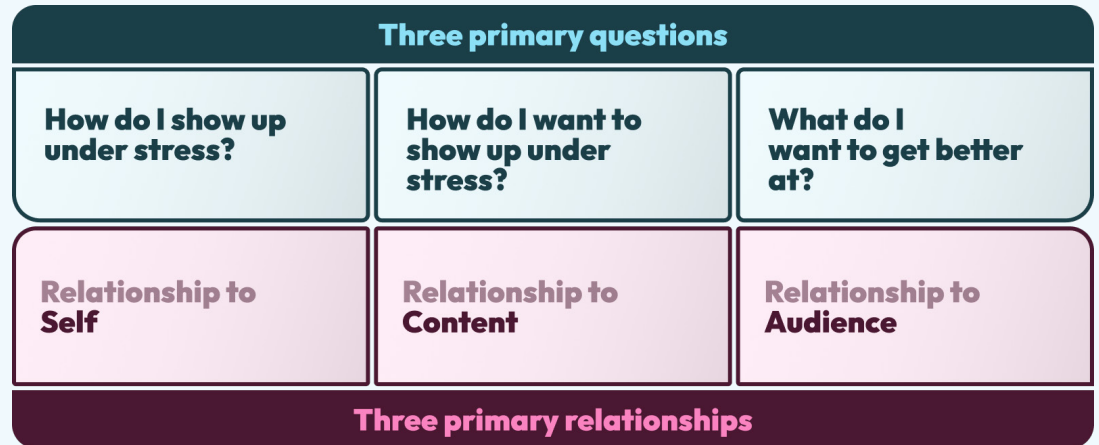 Three primary questions
How do I show up
under stress?
How do I want to
show up under
stress?
What do I
want to get better
at?
Relationship to
Self
Relationship to
Content
Relationship to
Audience
Three primary relationships